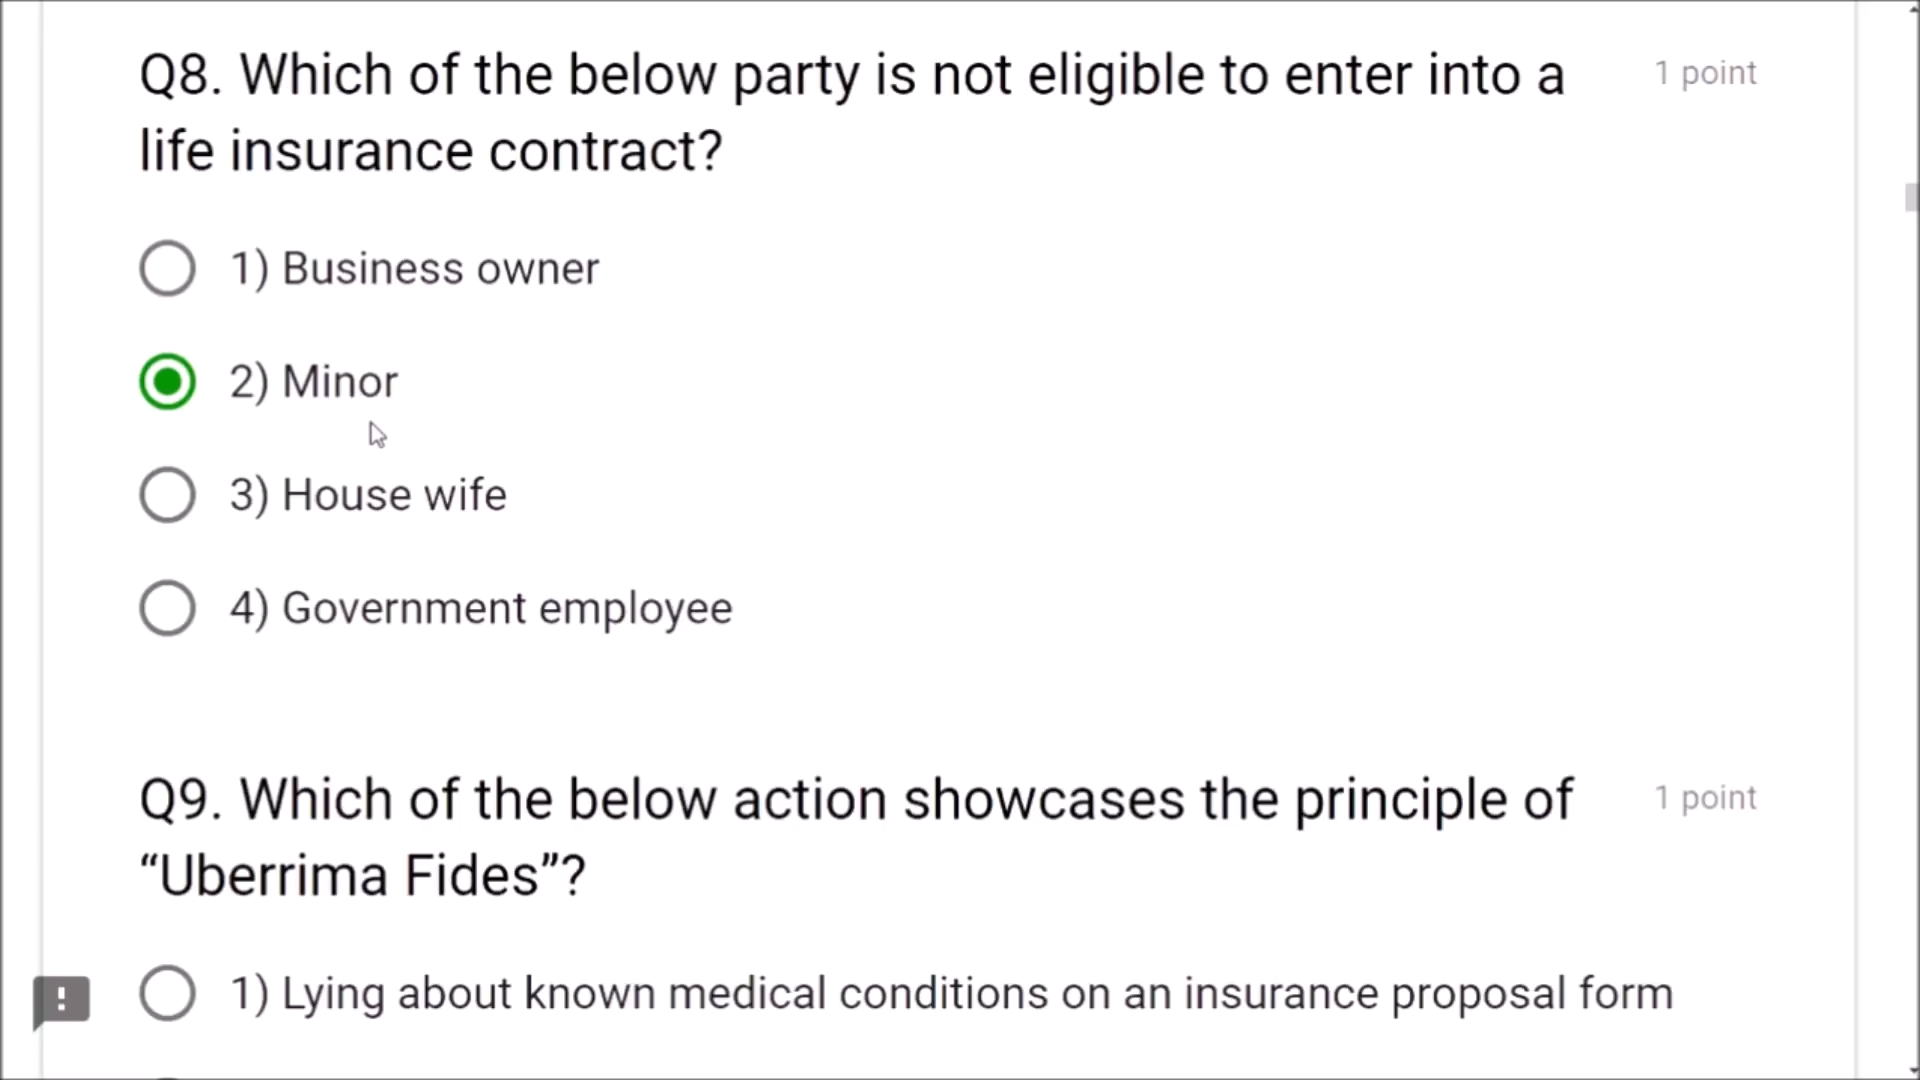 Q8. Which of the below party is not eligible to enter into a
1 point
life insurance contract?
1) Business owner
2) Minor
3) House wife
4) Government employee
Q9. Which of the below action showcases the principle of
1 point
“Uberrima Fides”?
1) Lying about known medical conditions on an insurance proposal form